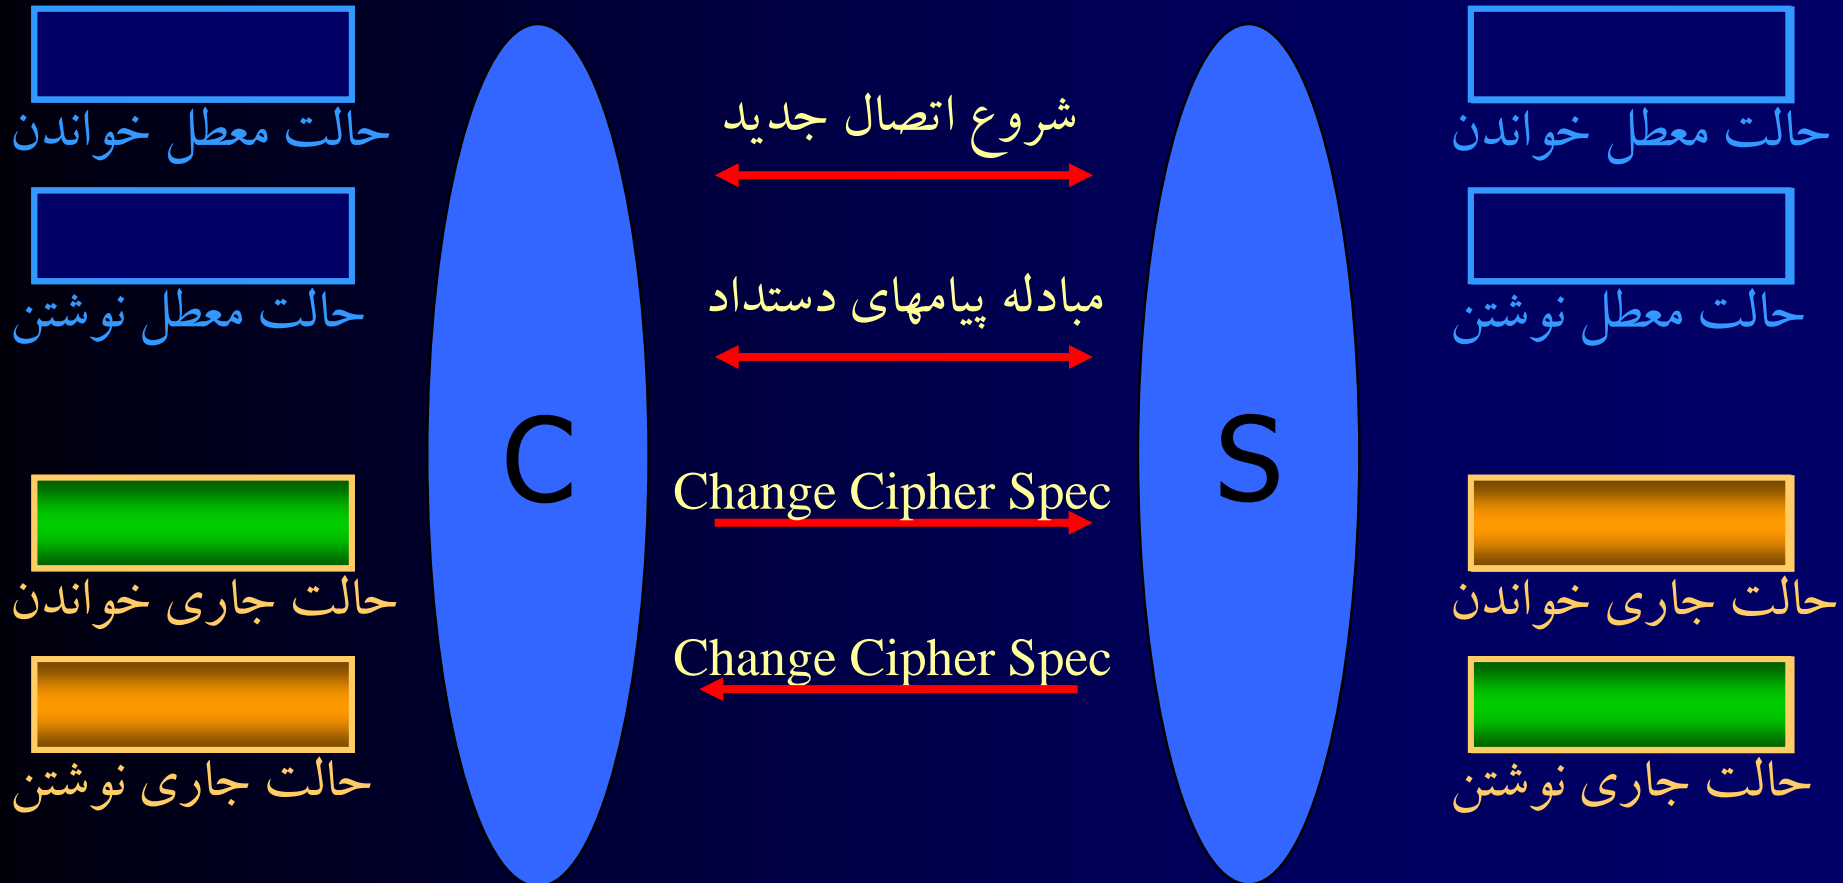 حالت معطل خواندن
حالت معطل نوشتن
حالت جاری خواندن
حالت جاری نوشتن
C
شروع اتصال جدید
مبادله پیامهای دستداد
Change Cipher Spec
Change Cipher Spec
S
حالت معطل خواندن
حالت معطل نوشتن
حالت جاری خواندن
حالت جاری نوشتن